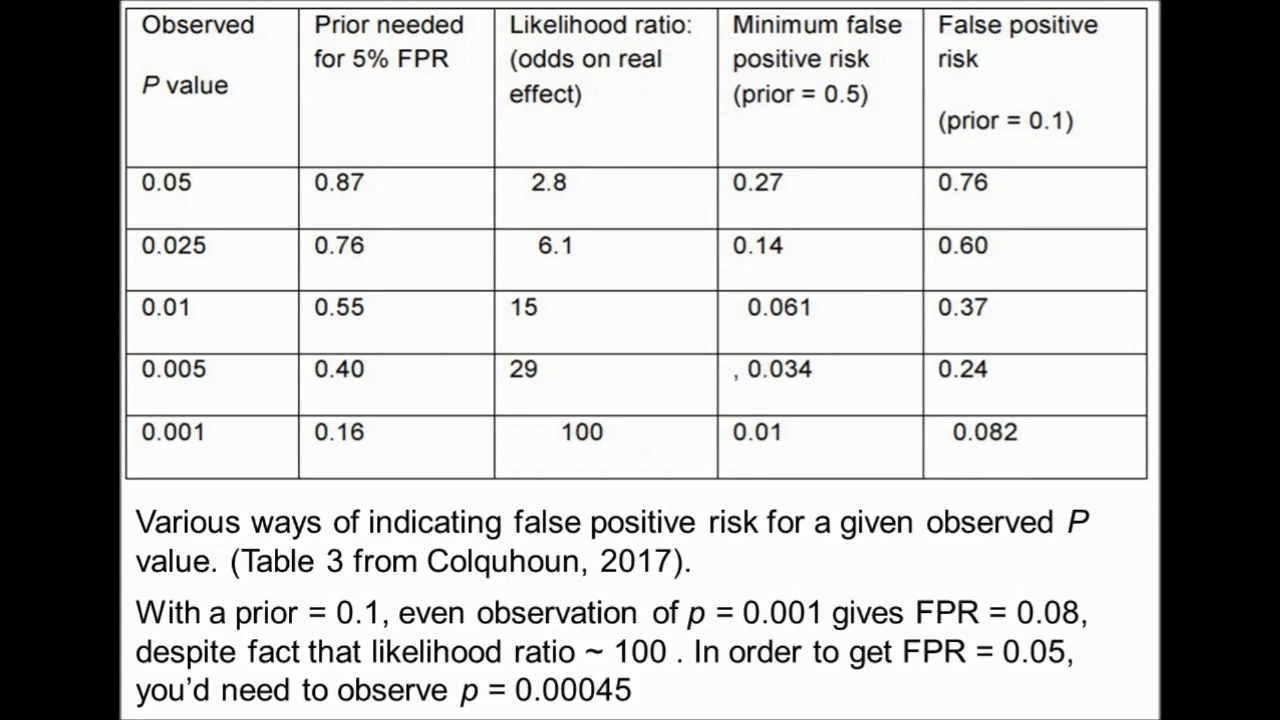 Observed P value | Prior needed for 5% FPR | Likelihood ratio: (odds on real effect) | Minimum false positive risk (prior = 0.5) | False positive risk (prior = 0.1)
0.05 | 0.87 | 2.8 | 0.27 | 0.76
0.025 | 0.76 | 6.1 | 0.14 | 0.60
0.01 | 0.55 | 15 | 0.061 | 0.37
0.005 | 0.40 | 29 | , 0.034 | 0.24
0.001 | 0.16 | 100 | 0.01 | 0.082
Various ways of indicating false positive risk for a given observed P
value. (Table 3 from Colquhoun, 2017).
With a prior = 0.1, even observation of p = 0.001 gives FPR = 0.08,
despite fact that likelihood ratio ~ 100 . In order to get FPR = 0.05,
you'd need to observe p = 0.00045